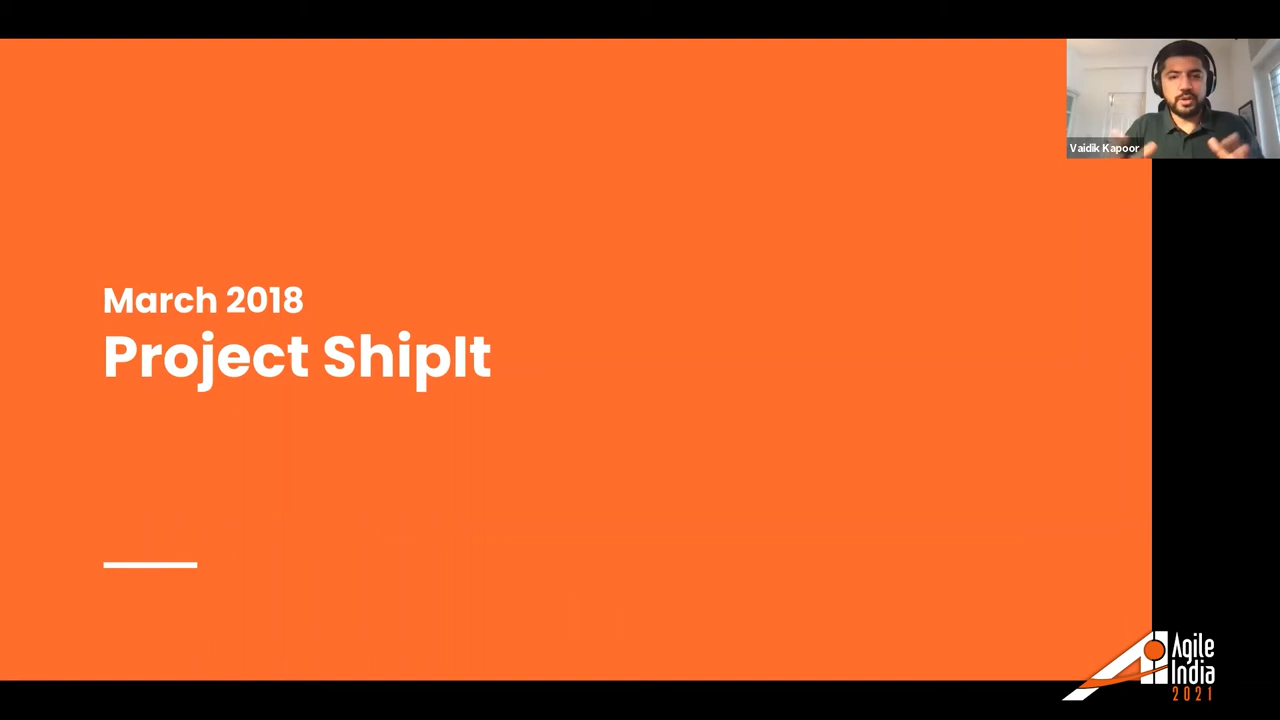 Vaidik Kapoor
March 2018
Project ShipIt
Agile
India
2021